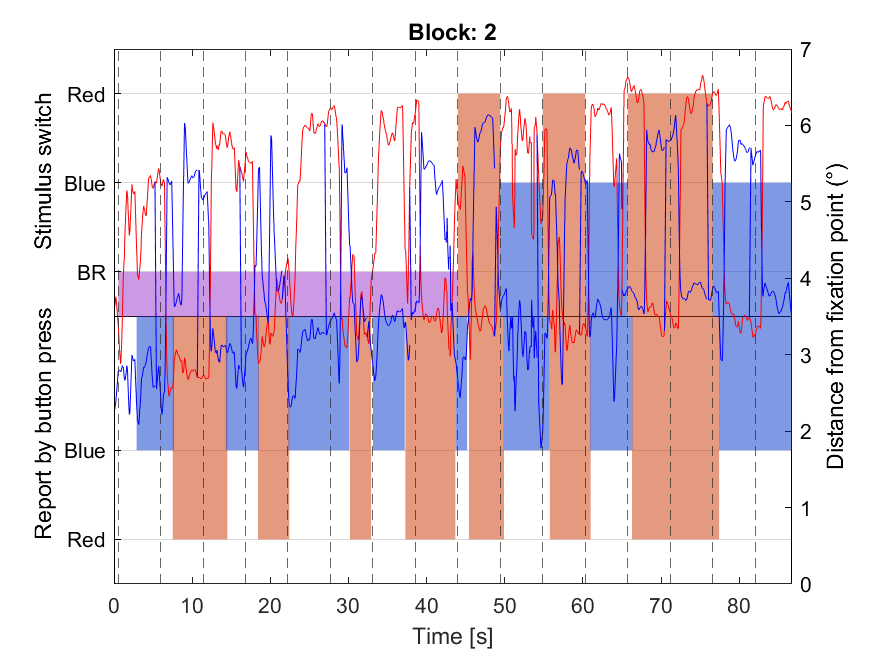 Block: 2
Stimulus switch
Report by button press
Red
Blue
BR
Blue
Red
7
6
5
4
3
2
1
0
Distance from fixation point (°)
0 10 20 30 40 50 60 70 80
Time [s]